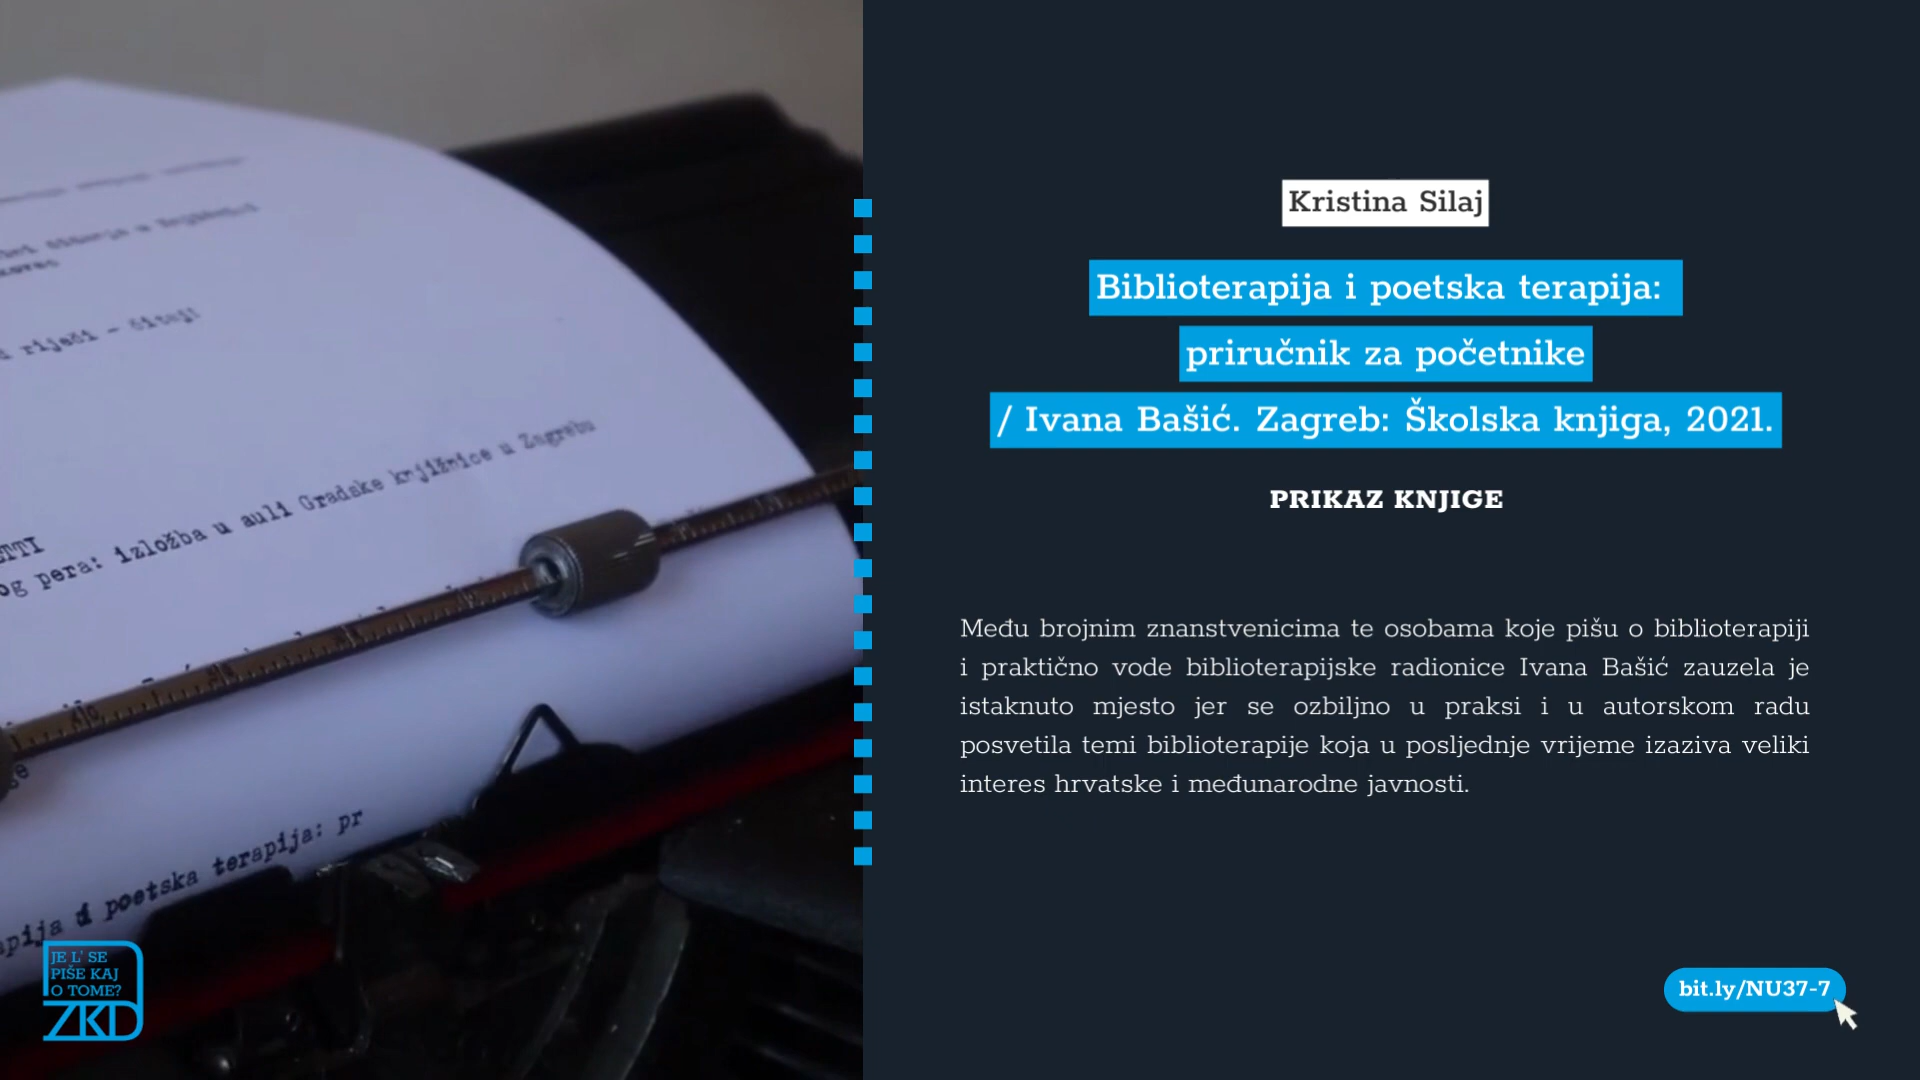 rijeći - čitaj!
og pera: izložba u auli Gradske knjižnice u Zagrebu
i poetska terapija: pr
JE L' SE
PIŠE KAJ
O TOME?
ZKD
Kristina Silaj
Biblioterapija i poetska terapija:
priručnik za početnike
/ Ivana Bašić. Zagreb: Školska knjiga, 2021.
PRIKAZ KNJIGE
Među brojnim znanstvenicima te osobama koje pišu o biblioterapiji
i praktično vode biblioterapijske radionice Ivana Bašić zauzela je
istaknuto mjesto jer se ozbiljno u praksi i u autorskom radu
posvetila temi biblioterapije koja u posljednje vrijeme izaziva veliki
interes hrvatske i međunarodne javnosti.
bit.ly/NU37-7